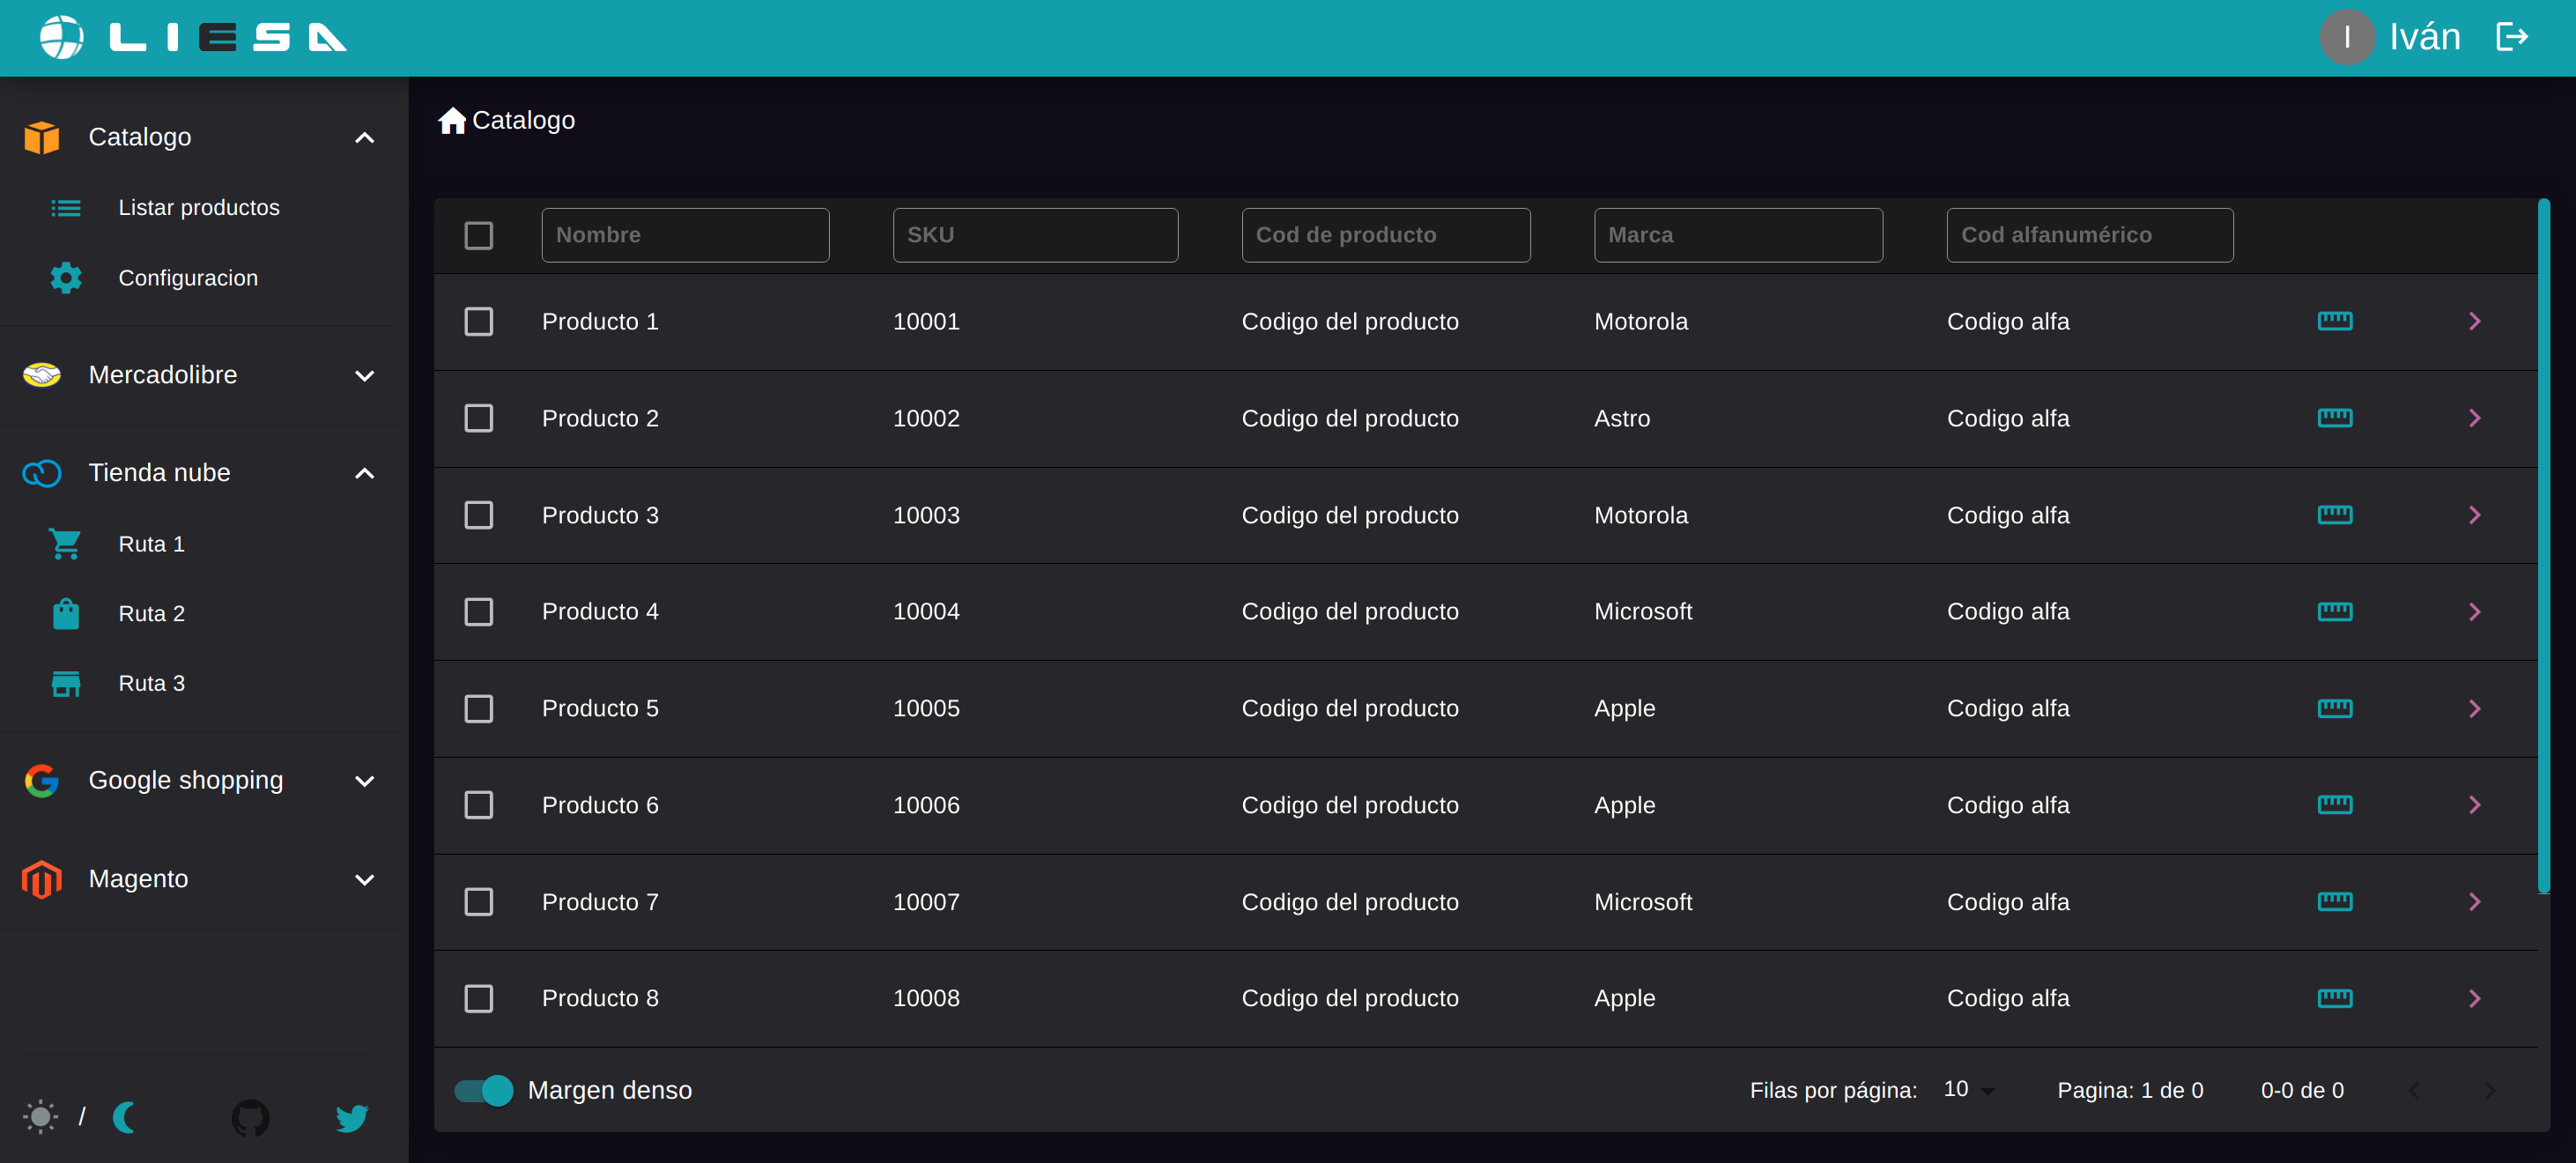 LIESA
I Iván
Catalogo
Listar productos
Configuracion
Mercadolibre
Tienda nube
Ruta 1
Ruta 2
Ruta 3
Google shopping
Magento
/
Catalogo
Nombre SKU Cod de producto Marca Cod alfanumérico
Producto 1 10001 Codigo del producto Motorola Codigo alfa
Producto 2 10002 Codigo del producto Astro Codigo alfa
Producto 3 10003 Codigo del producto Motorola Codigo alfa
Producto 4 10004 Codigo del producto Microsoft Codigo alfa
Producto 5 10005 Codigo del producto Apple Codigo alfa
Producto 6 10006 Codigo del producto Apple Codigo alfa
Producto 7 10007 Codigo del producto Microsoft Codigo alfa
Producto 8 10008 Codigo del producto Apple Codigo alfa
Margen denso Filas por página: 10 Pagina: 1 de 0 0-0 de 0